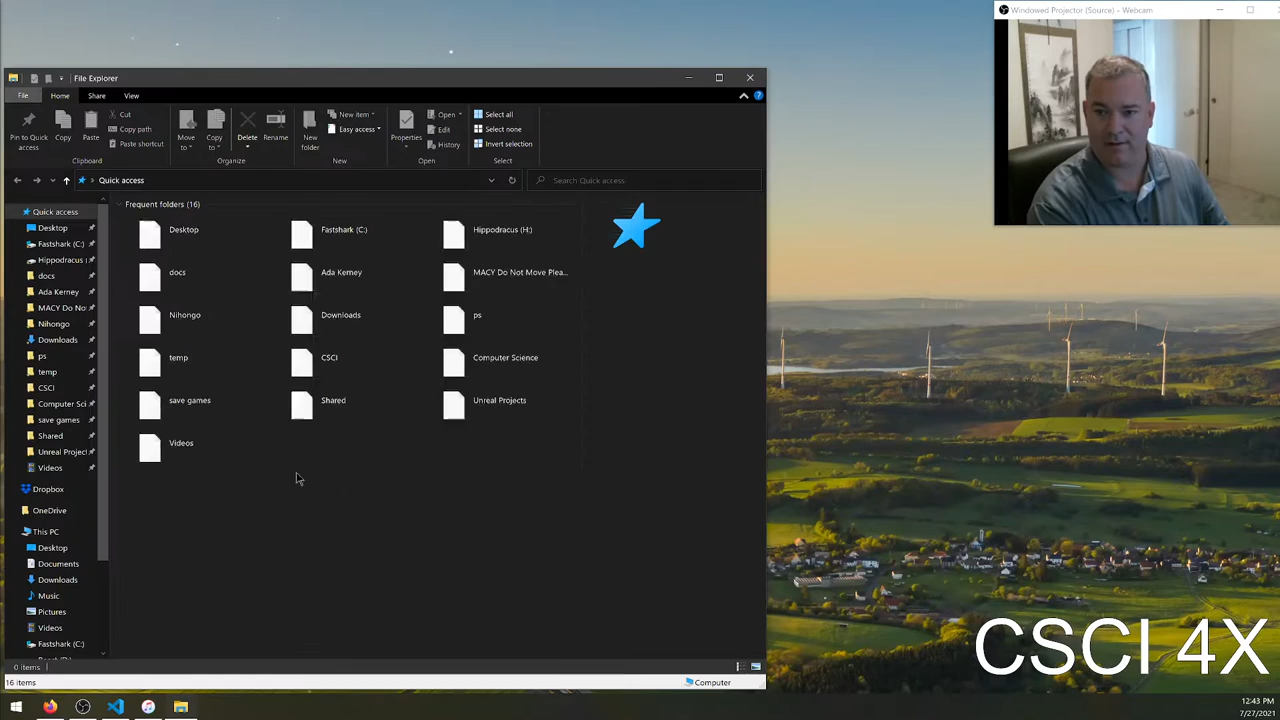 Windowed Projector (Source) - Webcam
File Explorer
File Home Share View
Pin to Quick access
Copy
Paste
Cut
Copy path
Paste shortcut
Clipboard
Move to
Copy to
Delete
Rename
Organize
New folder
New item
Easy access
New
Properties
Open
Edit
History
Open
Select all
Select none
Invert selection
Select
Quick access
Search Quick access
Quick access
Desktop
Fastshark (C:)
Hippodracus
docs
Ada Kerney
MACY Do No
Nihongo
Downloads
ps
temp
CSCI
Computer Sci
save games
Shared
Unreal Project
Videos
Dropbox
OneDrive
This PC
Desktop
Documents
Downloads
Music
Pictures
Videos
Fastshark (C:)
Frequent folders (16)
Desktop Fastshark (C:) Hippodracus (H:)
docs Ada Kerney MACY Do Not Move Plea...
Nihongo Downloads ps
temp CSCI Computer Science
save games Shared Unreal Projects
Videos
0 items
16 items
Computer
CSCI 4X
12:43 PM
7/27/2021